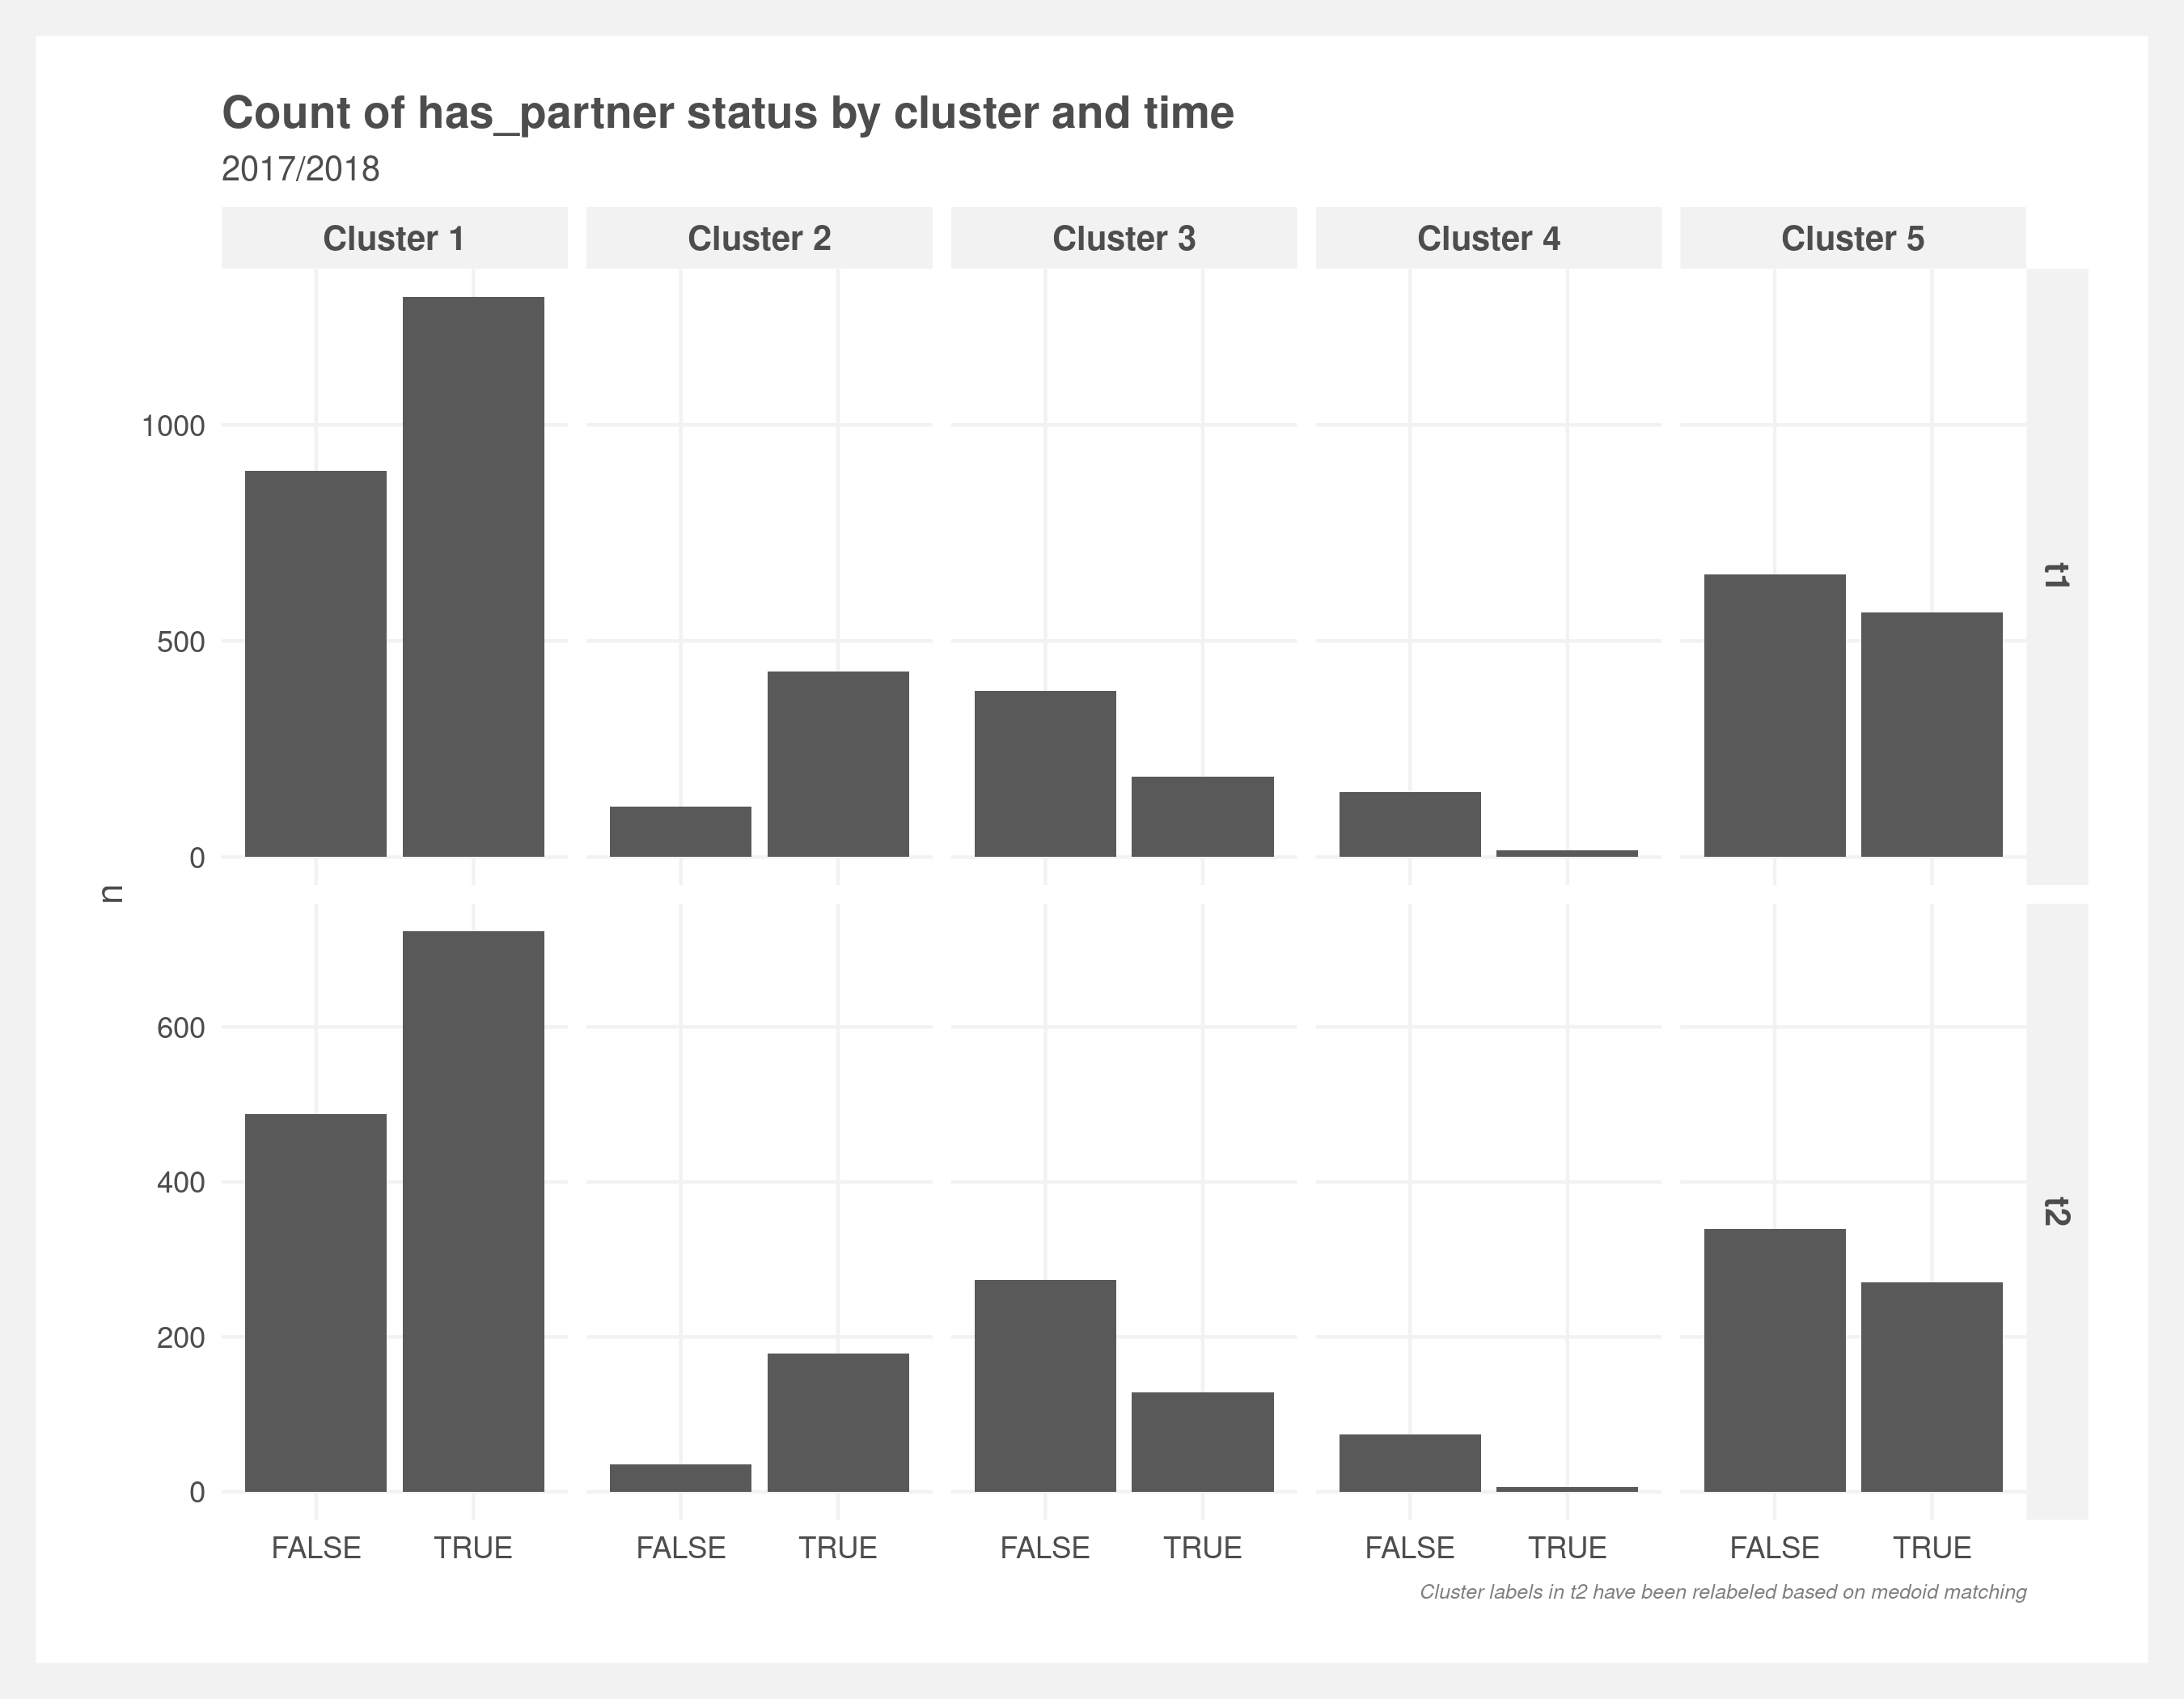 Count of has_partner status by cluster and time
2017/2018
Cluster 1 Cluster 2 Cluster 3 Cluster 4 Cluster 5
1000
500
0
t1
n
600
400
200
0
t2
FALSE TRUE FALSE TRUE FALSE TRUE FALSE TRUE FALSE TRUE
Cluster labels in t2 have been relabeled based on medoid matching